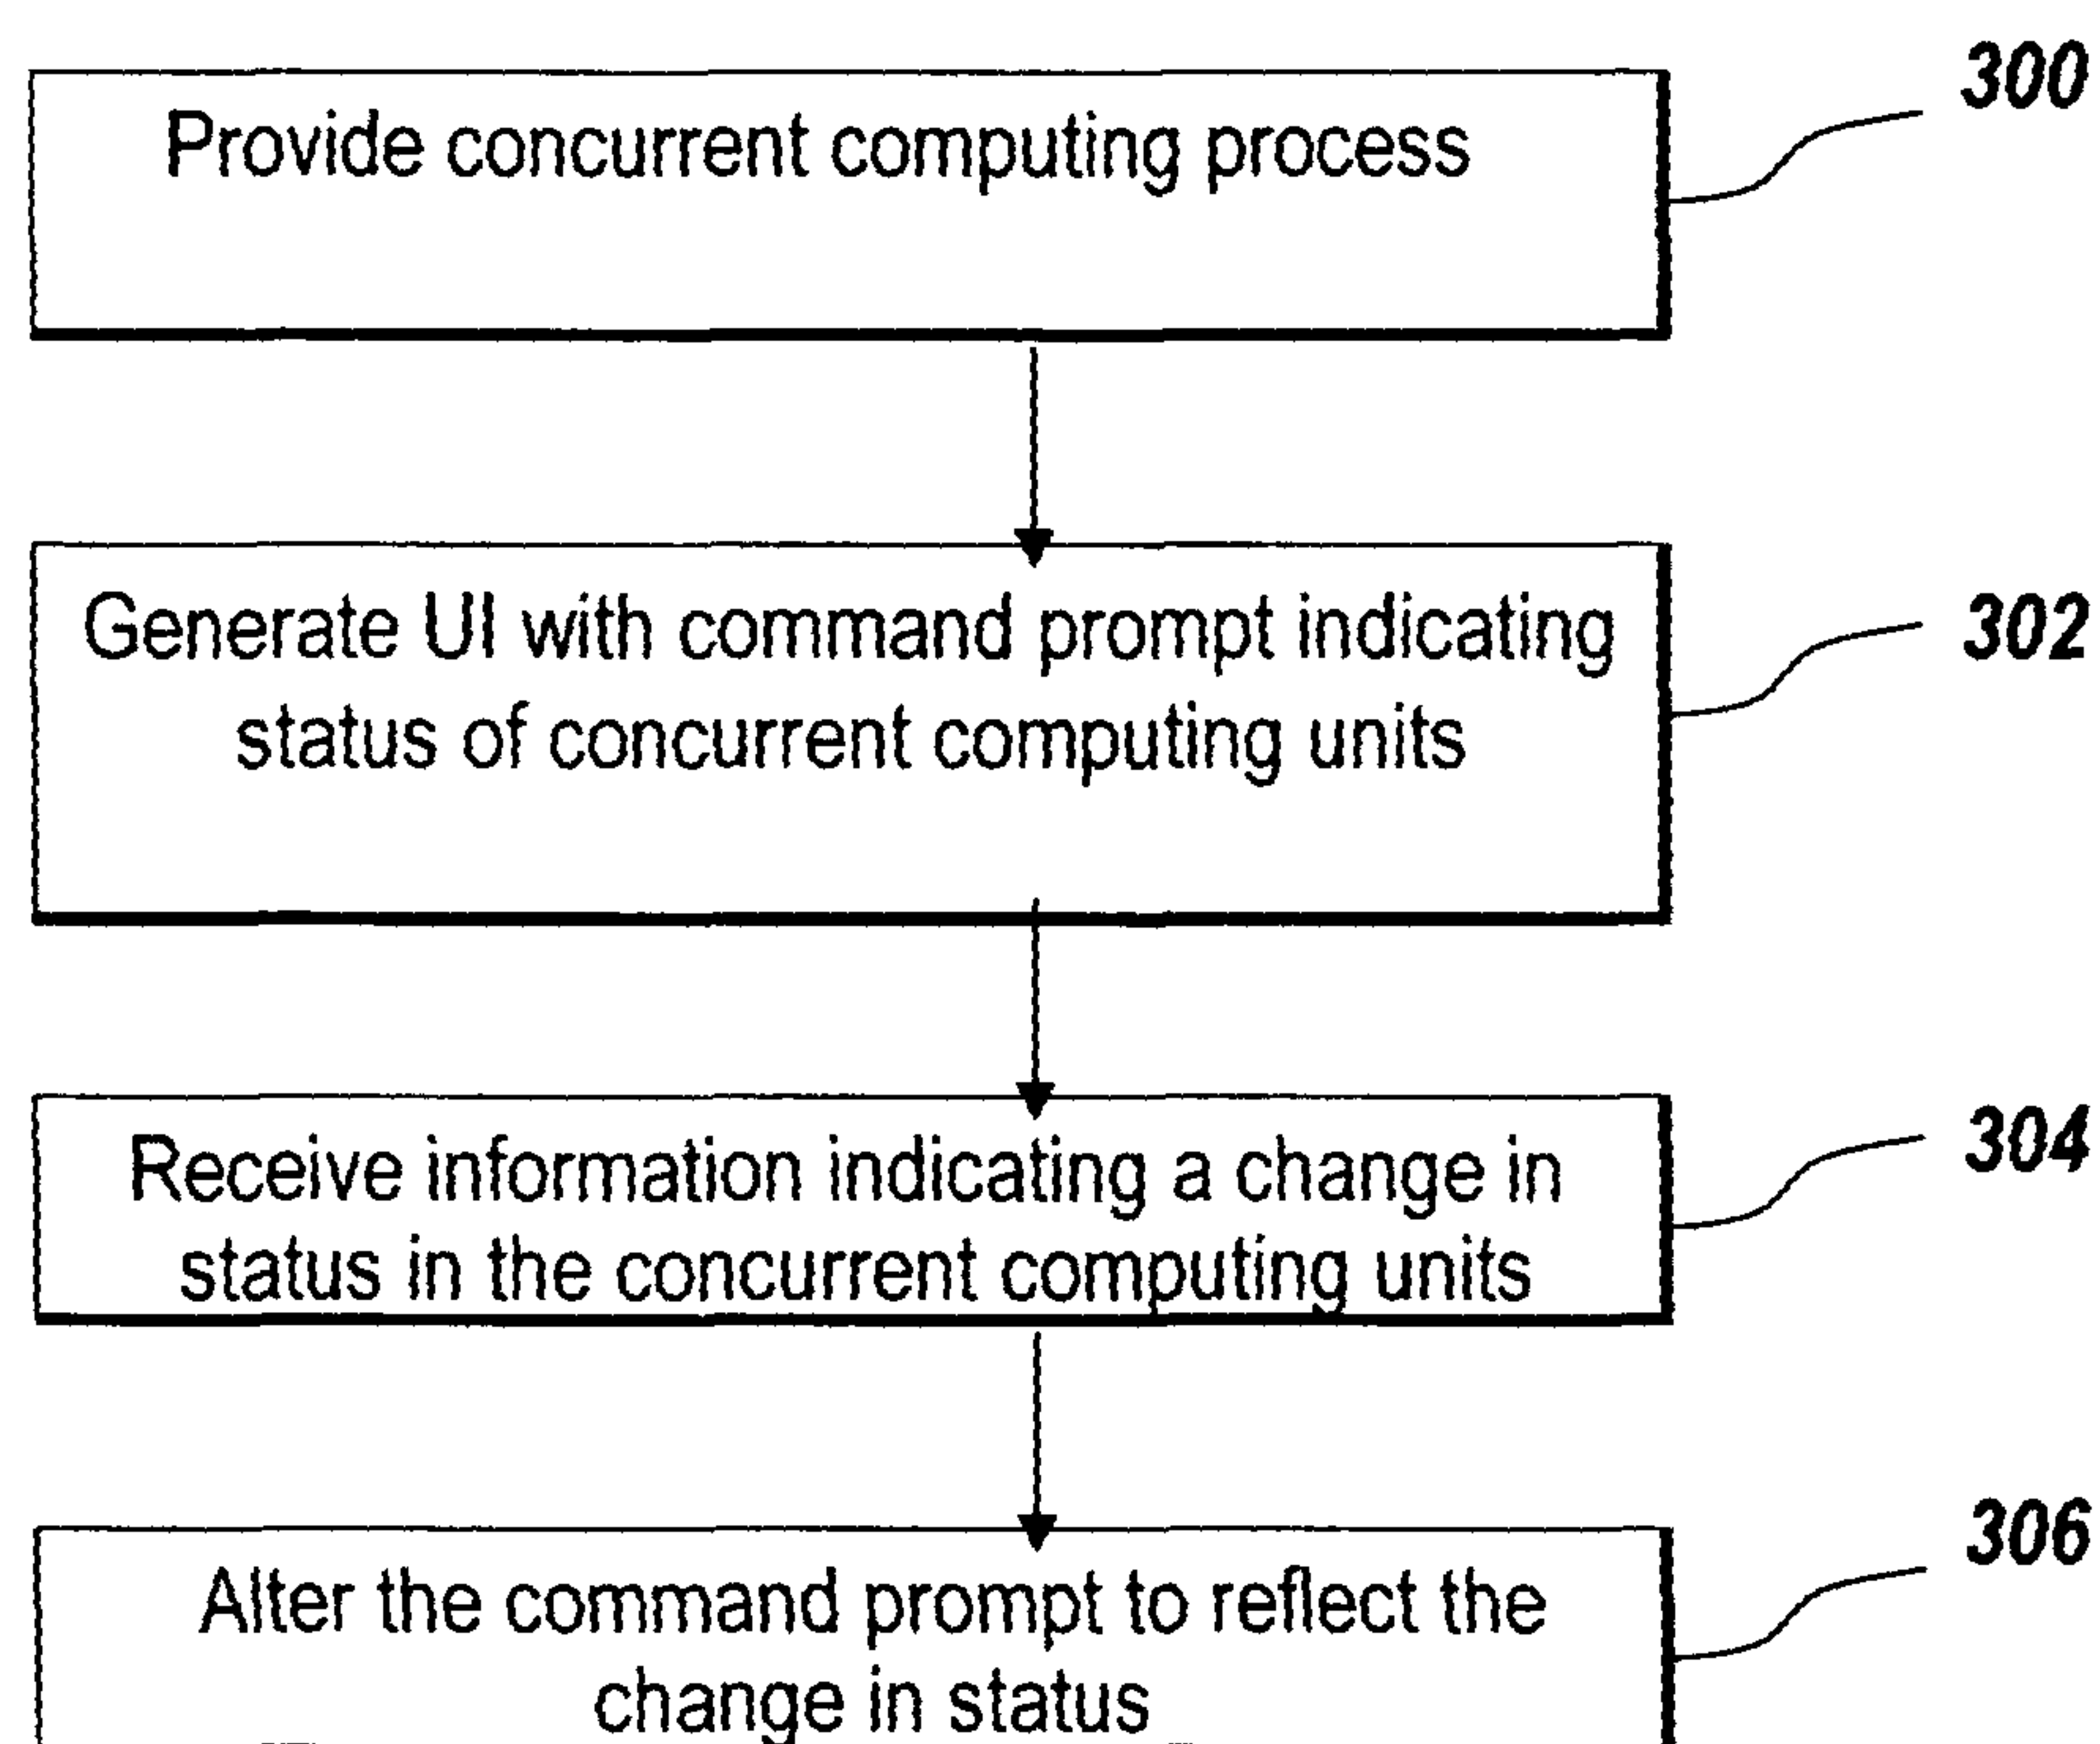 300
Provide concurrent computing process
Generate UI with command prompt indicating
302
status of concurrent computing units
Receive information indicating a change in
304
status in the concurrent computing units
306
Alter the command prompt to reflect the
change in status